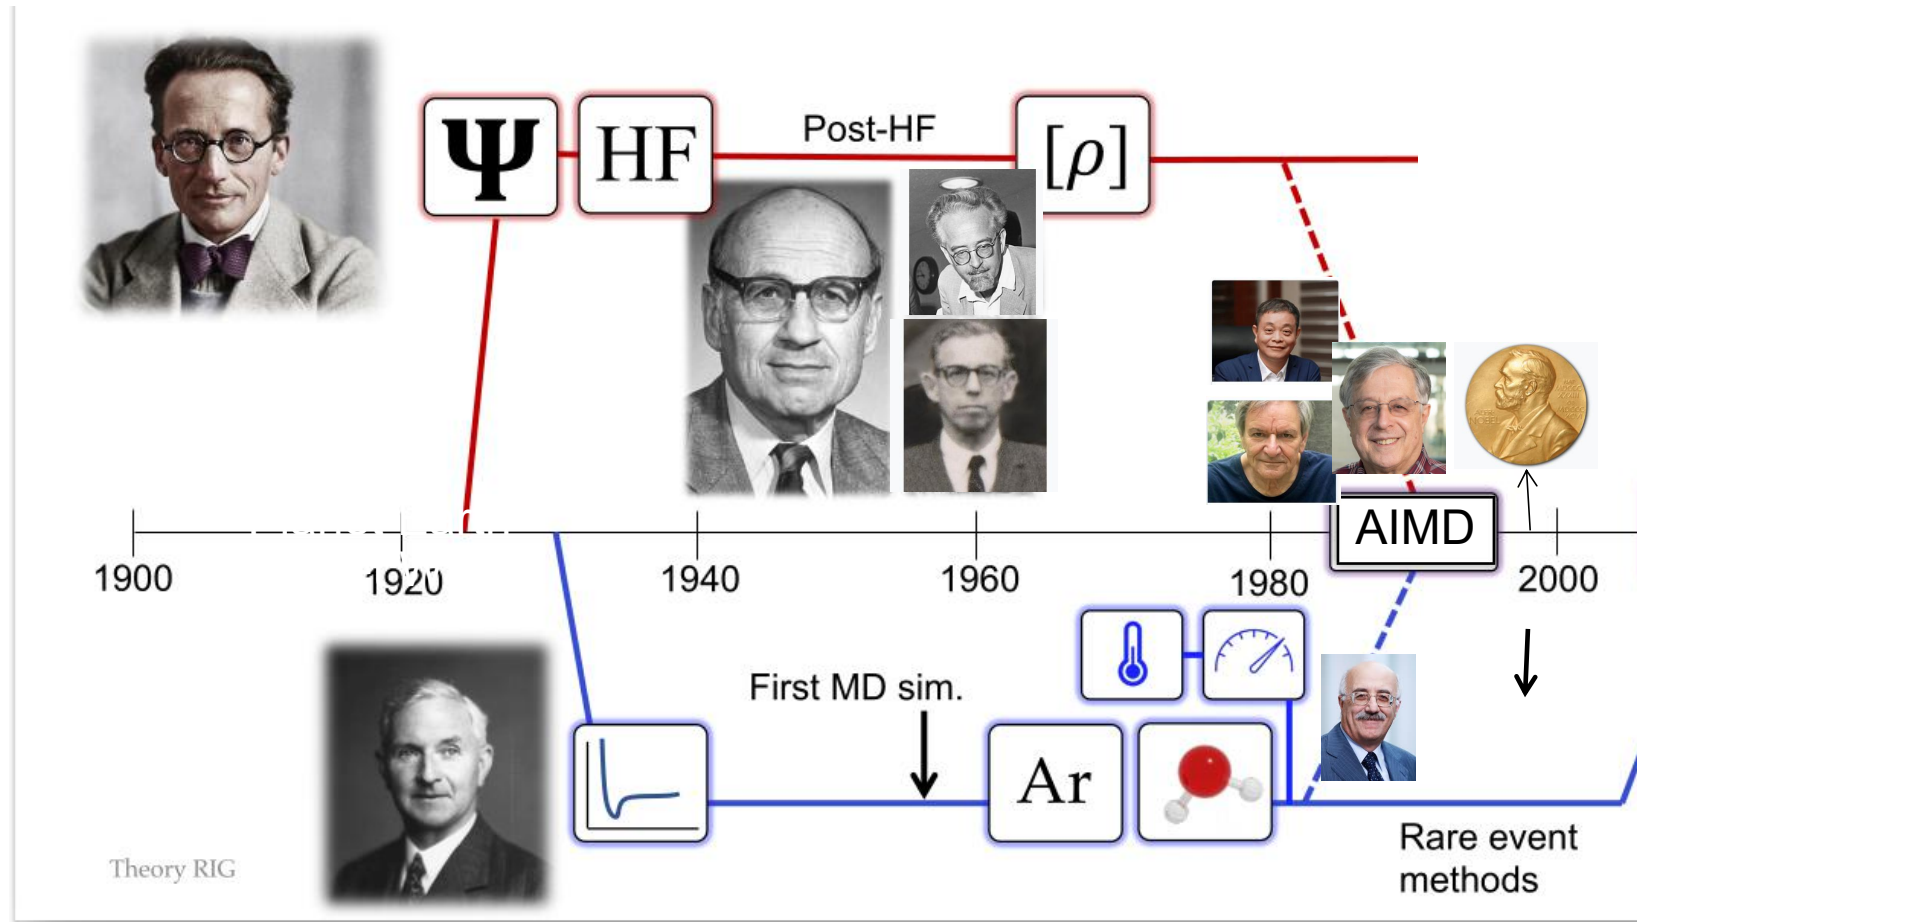 Ψ
HF
Post-HF
[ρ]
AIMD
1900
1920
1940
1960
1980
2000
First MD sim.
Ar
Rare event
methods
Theory RIG